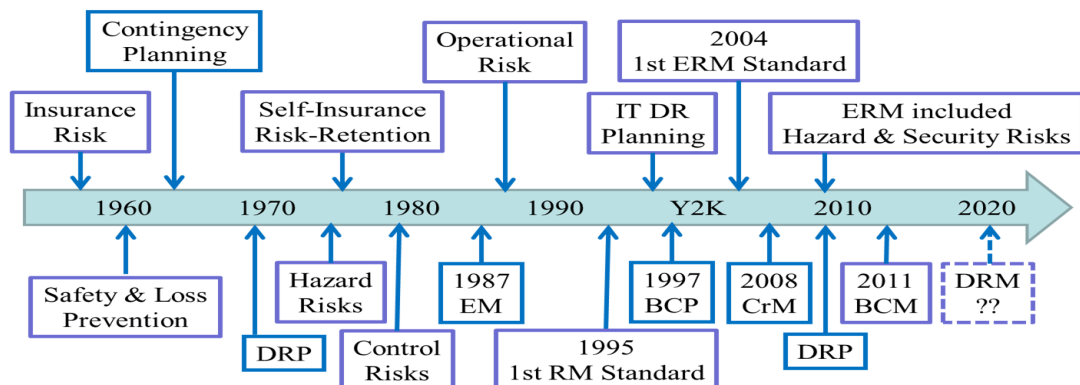 Contingency
Planning
Insurance
Risk
Self-Insurance
Risk-Retention
Operational
Risk
IT DR
Planning
2004
1st ERM Standard
ERM included
Hazard & Security Risks
1960
1970
1980
1990
Y2K
2010
2020
Safety & Loss
Prevention
DRP
Hazard
Risks
Control
Risks
1987
EM
1995
1st RM Standard
1997
BCP
2008
CrM
DRP
2011
BCM
DRM
??